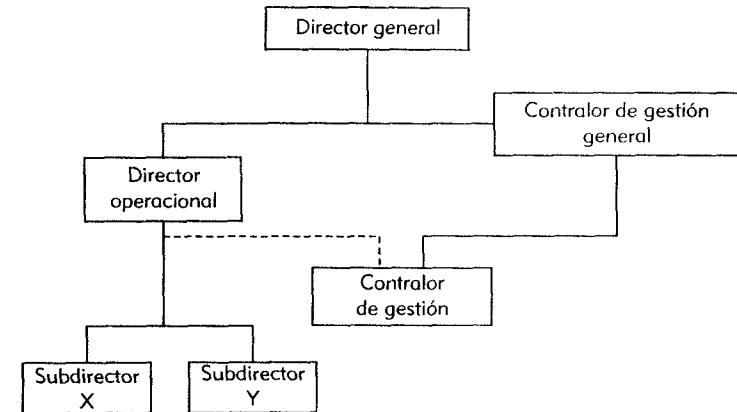 Director general
Contralor de gestión
general
Director
operacional
Contralor
de gestión
Subdirector
X
Subdirector
Y